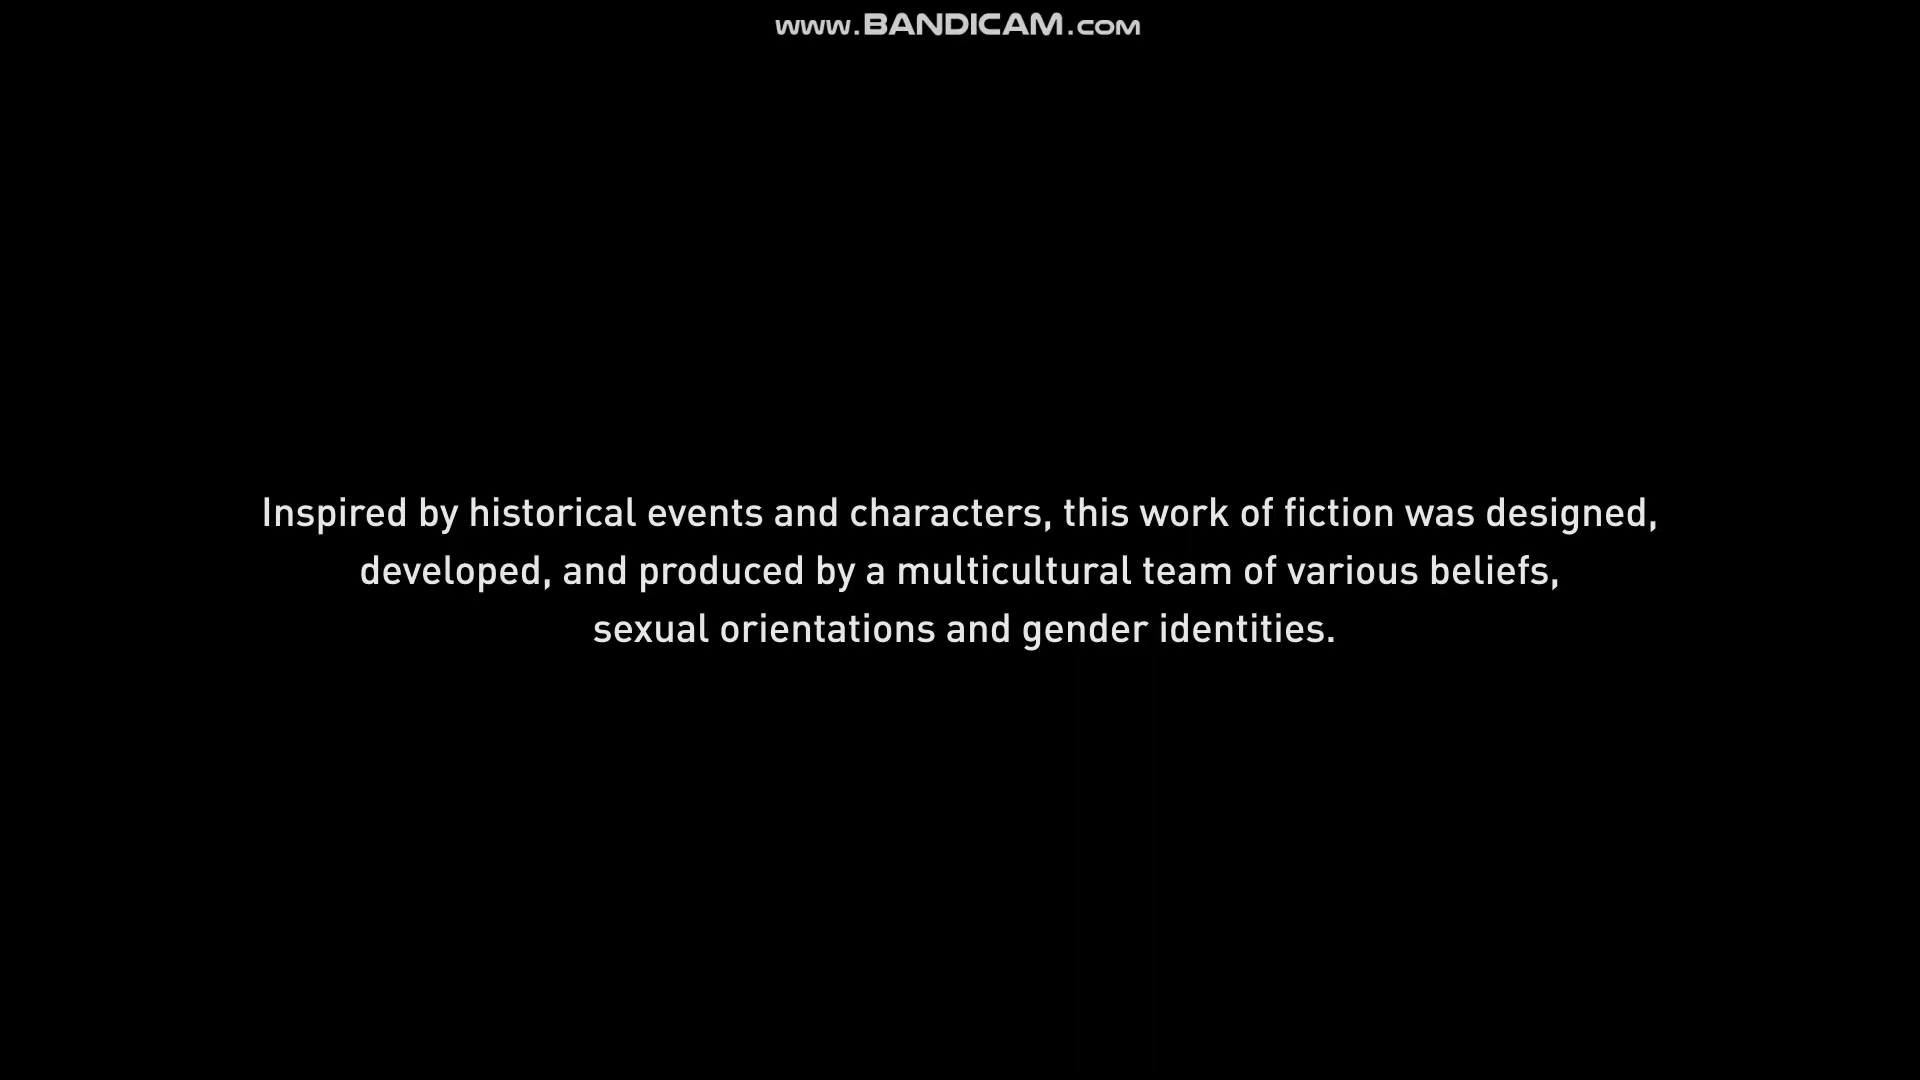 www.BANDICAM.com
Inspired by historical events and characters, this work of fiction was designed,
developed, and produced by a multicultural team of various beliefs,
sexual orientations and gender identities.